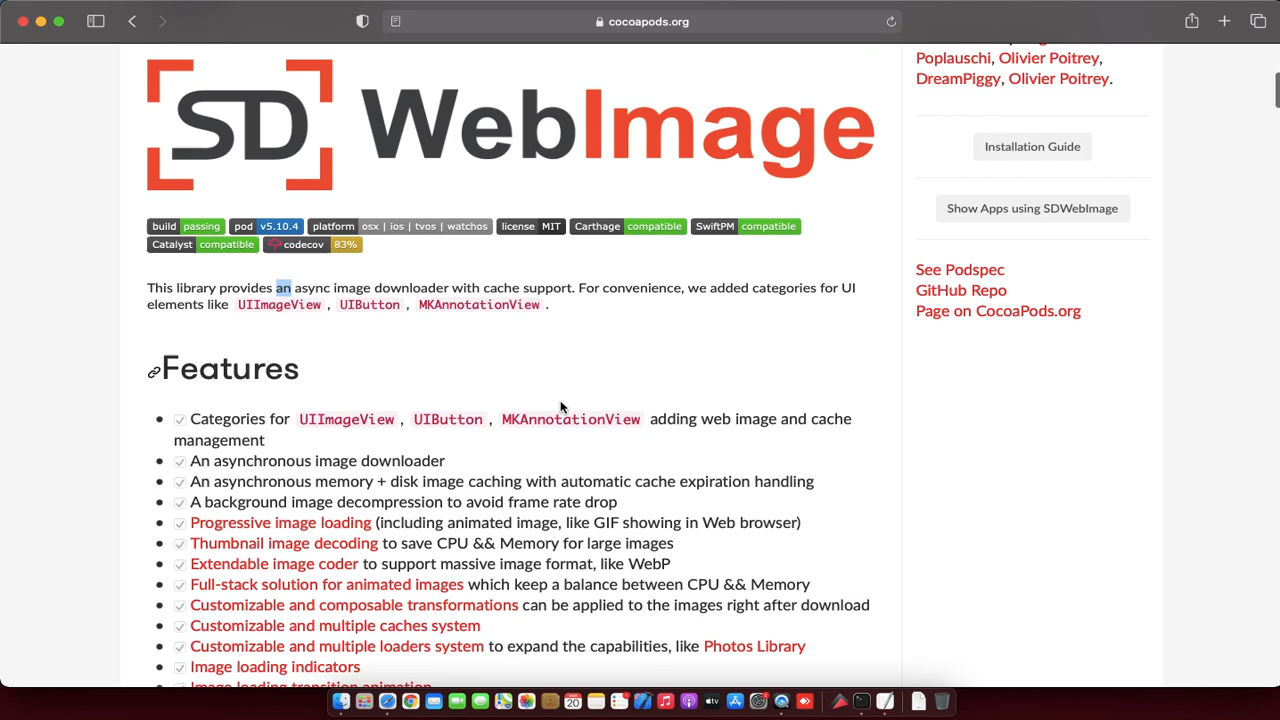 cocoapods.org
SD WebImage
build passing pod v5.10.4 platform osx | ios | tvos | watchos license MIT Carthage compatible SwiftPM compatible
Catalyst compatible codecov 83%
This library provides an async image downloader with cache support. For convenience, we added categories for UI
elements like UIImageView , UIButton , MKAnnotationView .
Features
Categories for UIImageView , UIButton , MKAnnotationView adding web image and cache
management
An asynchronous image downloader
An asynchronous memory + disk image caching with automatic cache expiration handling
A background image decompression to avoid frame rate drop
Progressive image loading (including animated image, like GIF showing in Web browser)
Thumbnail image decoding to save CPU && Memory for large images
Extendable image coder to support massive image format, like WebP
Full-stack solution for animated images which keep a balance between CPU && Memory
Customizable and composable transformations can be applied to the images right after download
Customizable and multiple caches system
Customizable and multiple loaders system to expand the capabilities, like Photos Library
Image loading indicators
Image loading transition animation
Poplauschi, Olivier Poitrey,
DreamPiggy, Olivier Poitrey.
Installation Guide
Show Apps using SDWebImage
See Podspec
GitHub Repo
Page on CocoaPods.org
20